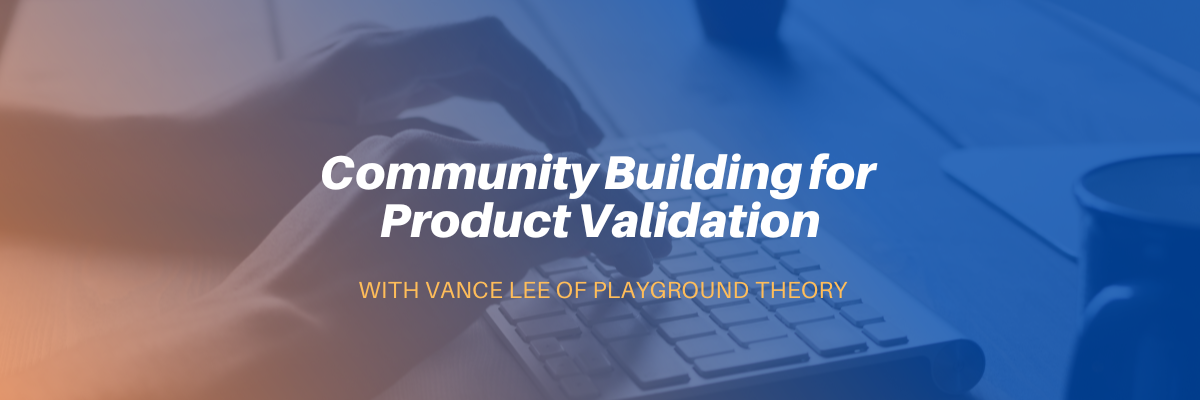 Community Building for
Product Validation
WITH VANCE LEE OF PLAYGROUND THEORY